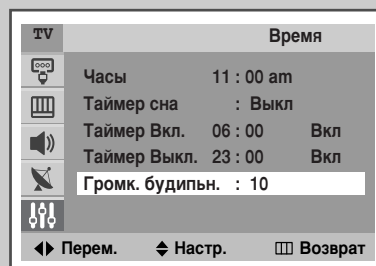 TV Время
Часы 11 : 00 am
Таймер сна : Выкл
Таймер Вкл. 06 : 00 Вкл
Таймер Выкл. 23 : 00 Вкл
Громк. будипьн. : 10
Перем. Настр. Возврат